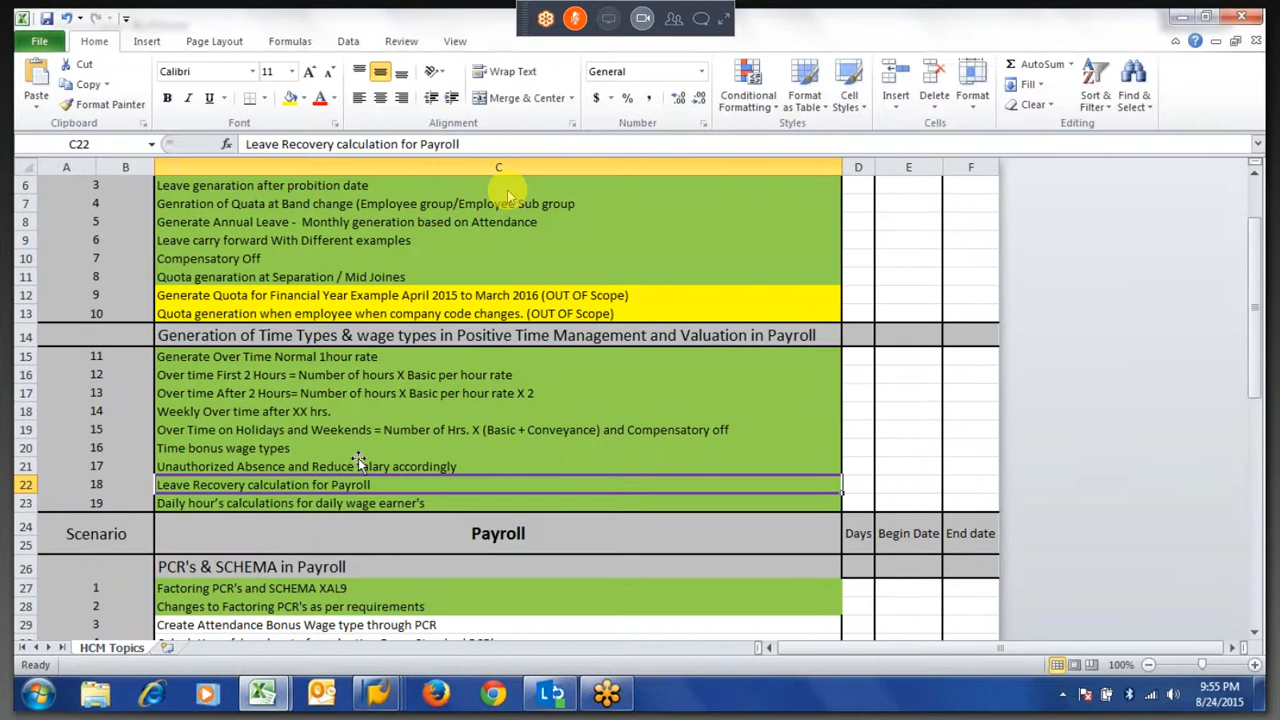 File Home Insert Page Layout Formulas Data Review View
Paste
Cut
Copy
Format Painter
Calibri 11
B I U
Wrap Text
Merge & Center
General
$ % ,
Conditional Formatting
Format as Table
Cell Styles
Insert Delete Format
AutoSum
Fill
Clear
Sort & Filter
Find & Select
Clipboard Font Alignment Number Styles Cells Editing
C22 fx Leave Recovery calculation for Payroll
A B C D E F
6 3 Leave genaration after probition date
7 4 Genration of Quata at Band change (Employee group/Employee Sub group
8 5 Generate Annual Leave - Monthly generation based on Attendance
9 6 Leave carry forward With Different examples
10 7 Compensatory Off
11 8 Quota genaration at Separation / Mid Joines
12 9 Generate Quota for Financial Year Example April 2015 to March 2016 (OUT OF Scope)
13 10 Quota generation when employee when company code changes. (OUT OF Scope)
14 Generation of Time Types & wage types in Positive Time Management and Valuation in Payroll
15 11 Generate Over Time Normal 1hour rate
16 12 Over time First 2 Hours = Number of hours X Basic per hour rate
17 13 Over time After 2 Hours= Number of hours X Basic per hour rate X 2
18 14 Weekly Over time after XX hrs.
19 15 Over Time on Holidays and Weekends = Number of Hrs. X (Basic + Conveyance) and Compensatory off
20 16 Time bonus wage types
21 17 Unauthorized Absence and Reduce salary accordingly
22 18 Leave Recovery calculation for Payroll
23 19 Daily hour's calculations for daily wage earner's
24 Scenario Payroll Days Begin Date End date
25
26 PCR's & SCHEMA in Payroll
27 1 Factoring PCR's and SCHEMA XAL9
28 2 Changes to Factoring PCR's as per requirements
29 3 Create Attendance Bonus Wage type through PCR
HCM Topics
Ready 100%
9:55 PM
8/24/2015